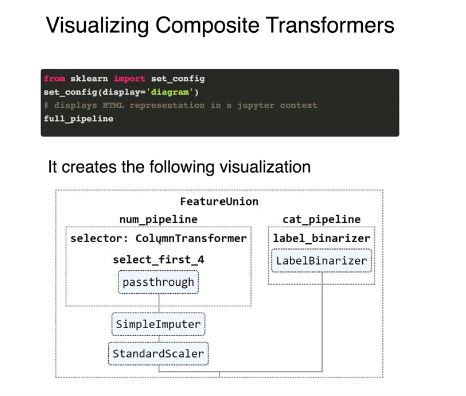 Visualizing Composite Transformers
from sklearn import set_config
set_config(display='diagram')
# displays HTML representation in a jupyter context
full_pipeline
It creates the following visualization
FeatureUnion
num_pipeline
cat_pipeline
selector: ColumnTransformer
label_binarizer
select_first_4
LabelBinarizer
passthrough
SimpleImputer
StandardScaler